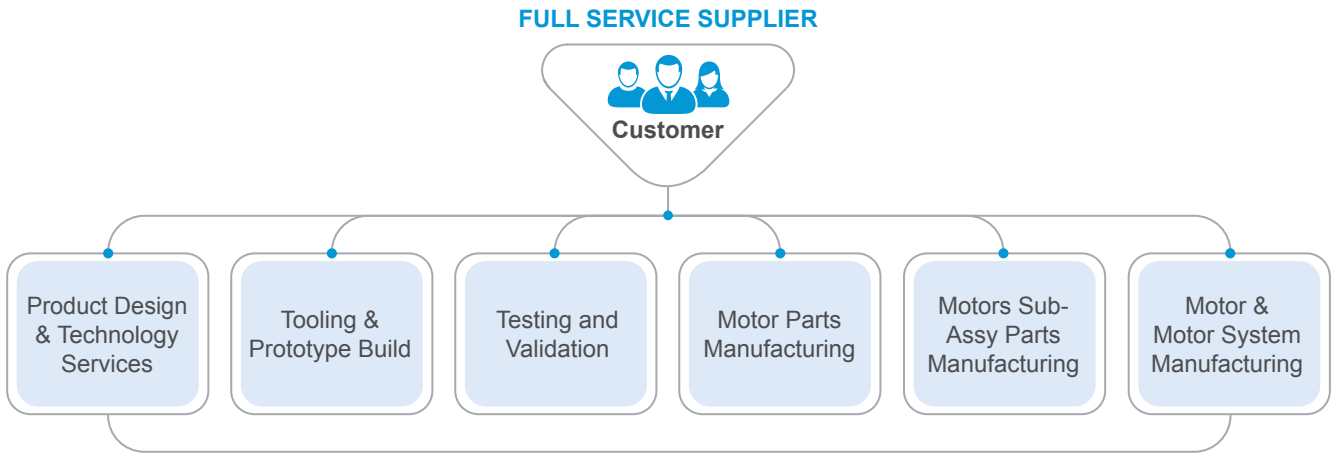 FULL SERVICE SUPPLIER
Customer
Product Design
& Technology
Services
Tooling &
Prototype Build
Testing and
Validation
Motor Parts
Manufacturing
Motors Sub-
Assy Parts
Manufacturing
Motor &
Motor System
Manufacturing